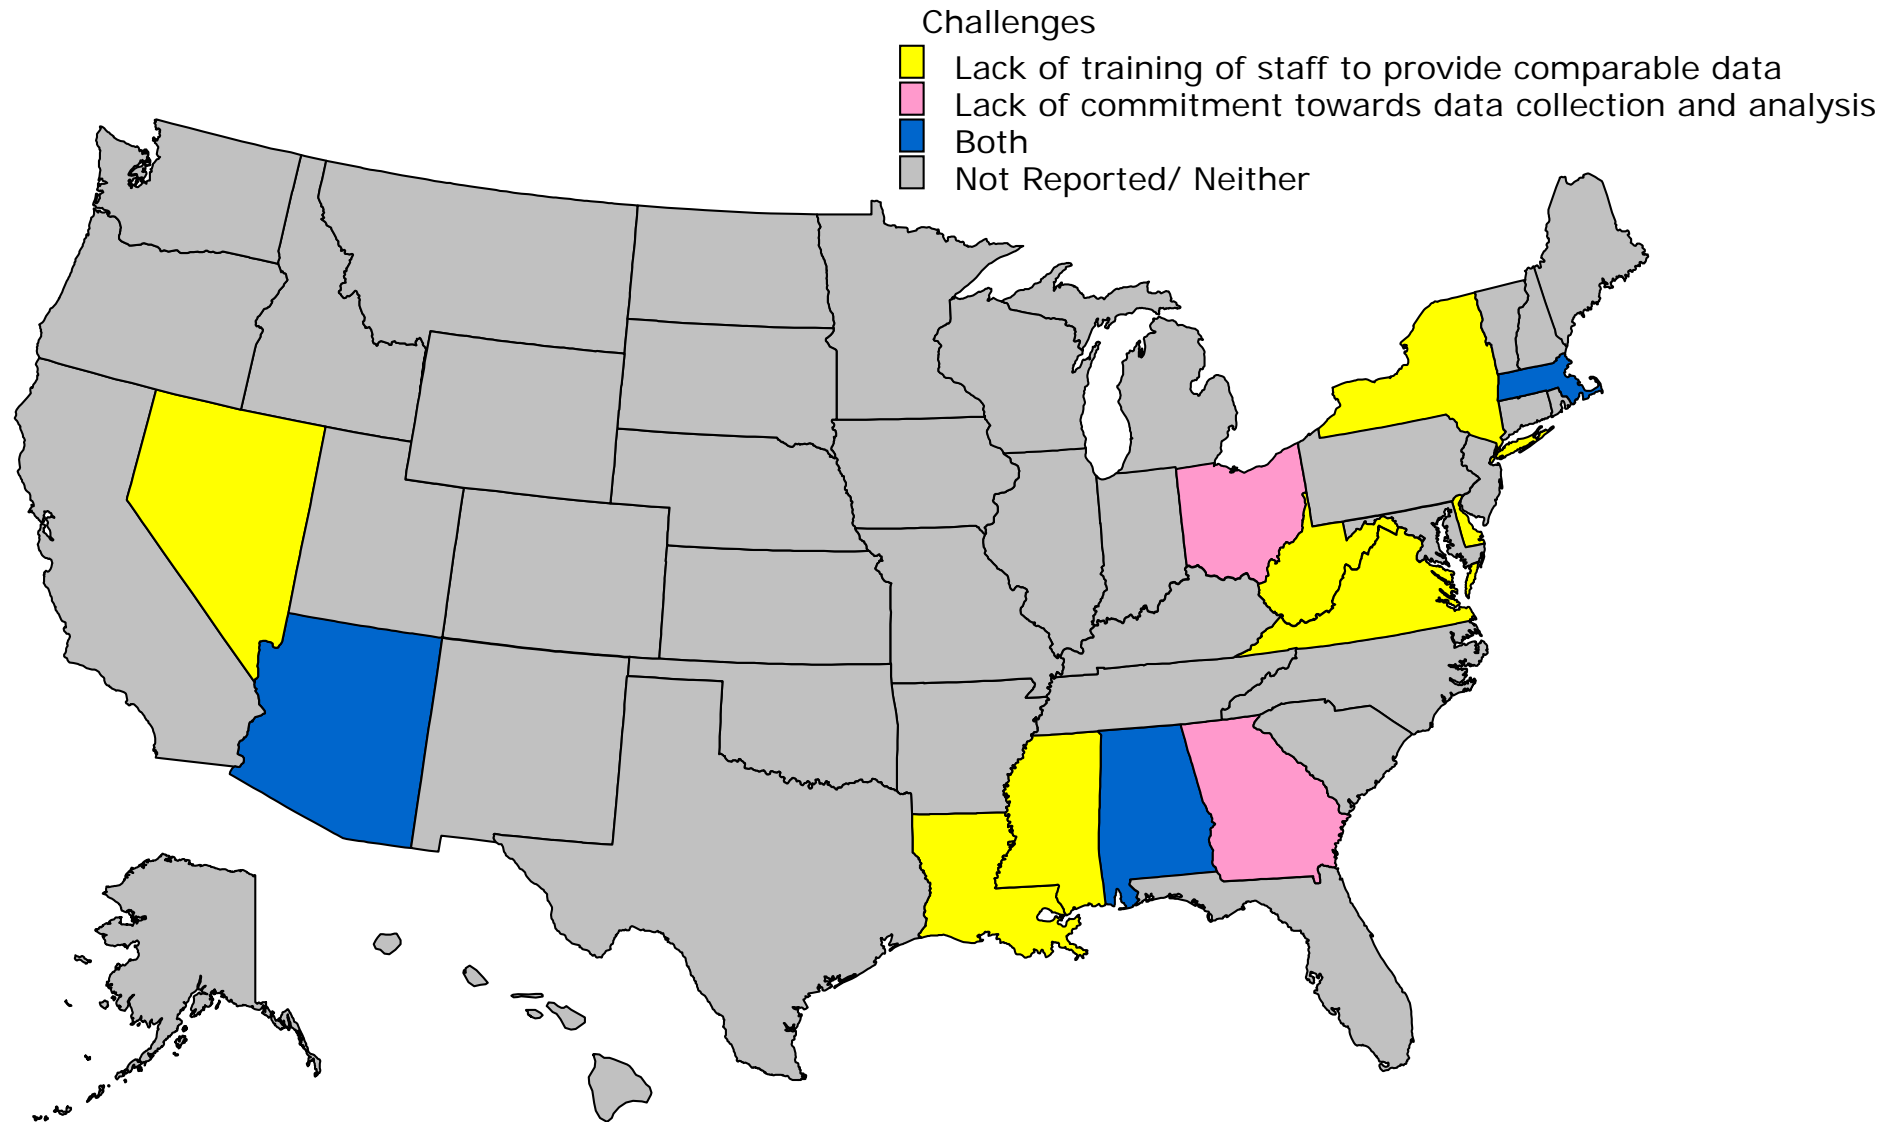 Challenges
Lack of training of staff to provide comparable data
Lack of commitment towards data collection and analysis
Both
Not Reported/ Neither